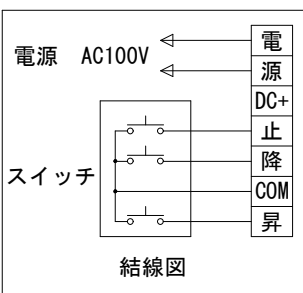 電源 AC100V
電
源
DC+
止
降
COM
昇
スイッチ
結線図